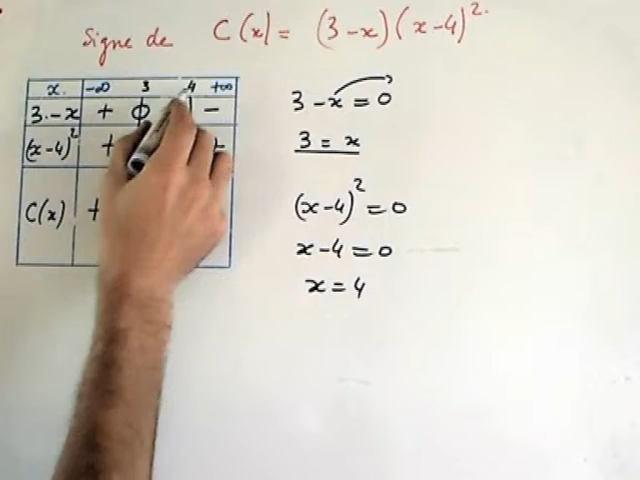 Signe de C(x) = (3-x)(x-4)²
x -∞ 3 4 +∞
3-x + ϕ | -
(x-4)² + +
C(x) +
3-x = 0
3 = x
(x-4)² = 0
x-4 = 0
x = 4